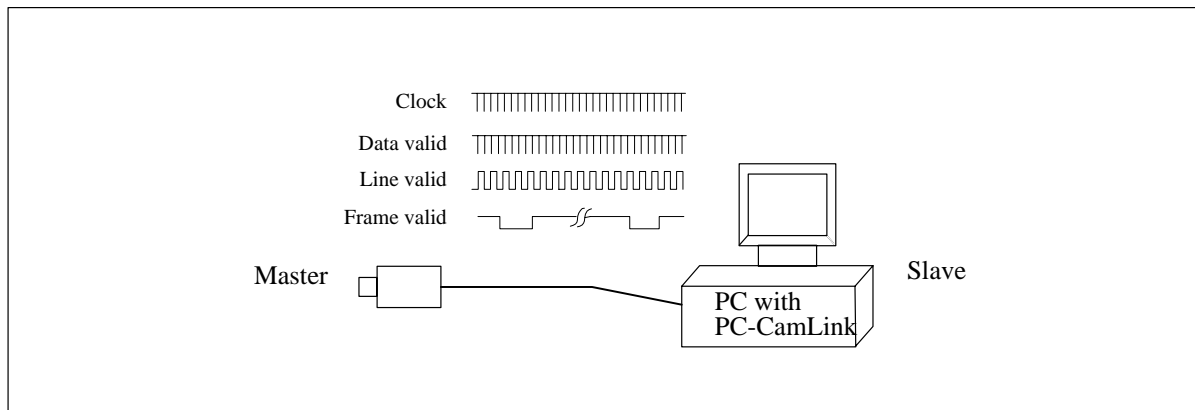 Clock
Data valid
Line valid
Frame valid
Master
Slave
PC with
PC-CamLink